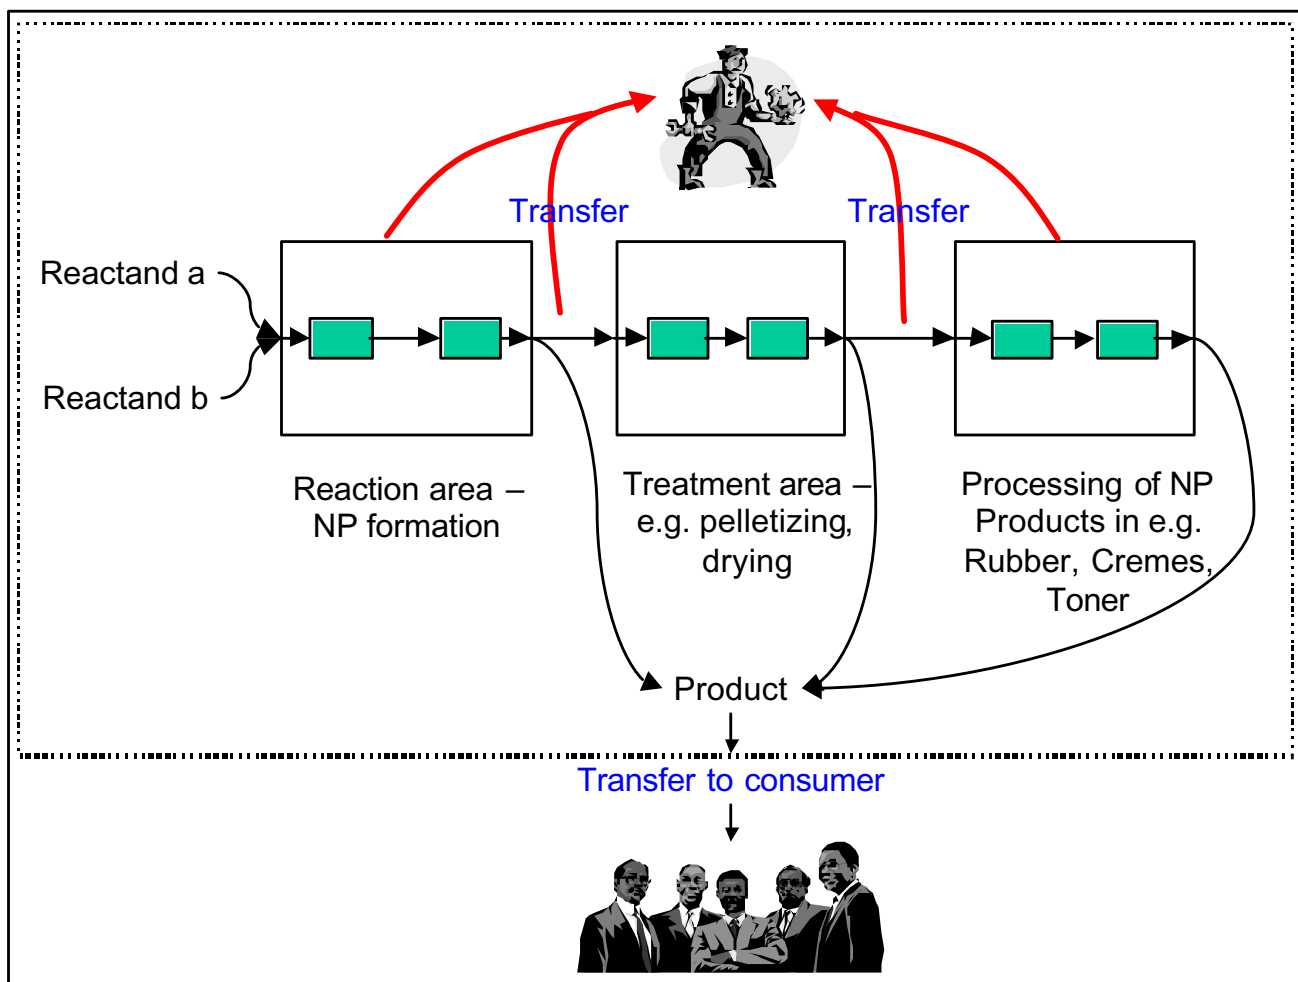 Transfer
Transfer
Reactand a
Reactand b
Reaction area –
NP formation
Treatment area –
e.g. pelletizing,
drying
Processing of NP
Products in e.g.
Rubber, Cremes,
Toner
Product
Transfer to consumer